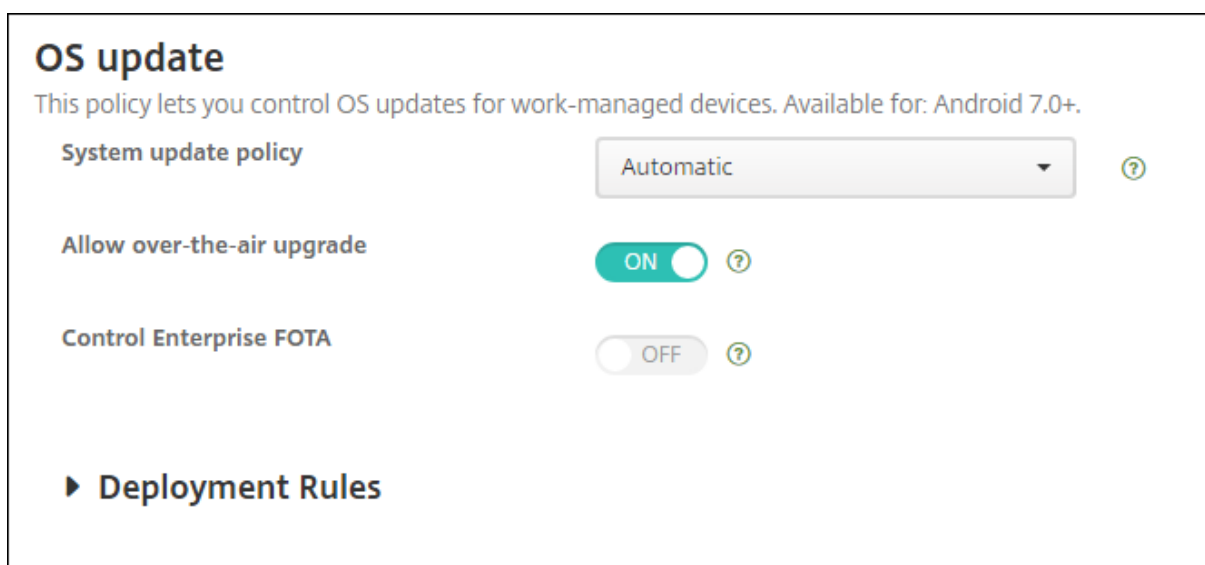 OS update
This policy lets you control OS updates for work-managed devices. Available for: Android 7.0+.
System update policy
Automatic
?
Allow over-the-air upgrade
ON
?
Control Enterprise FOTA
OFF
?
Deployment Rules